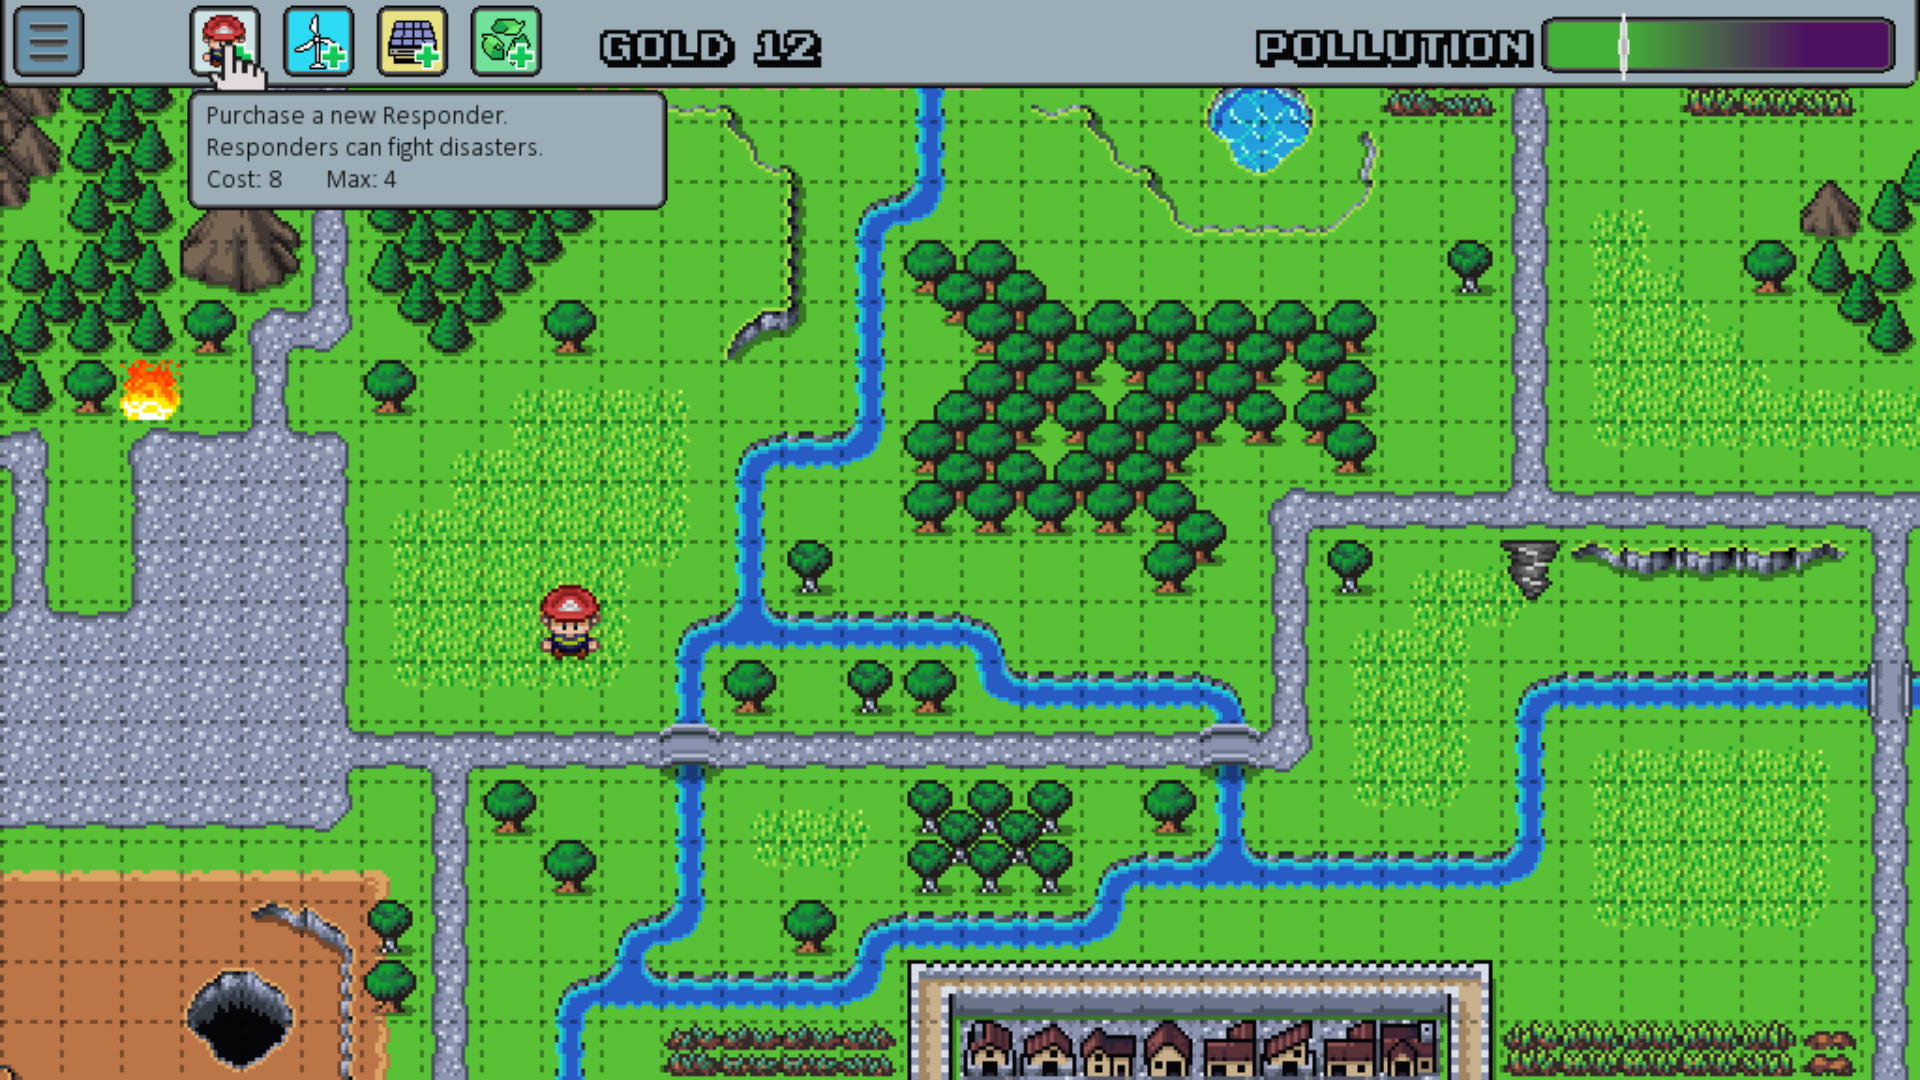 GOLD 12
POLLUTION
Purchase a new Responder.
Responders can fight disasters.
Cost: 8 Max: 4